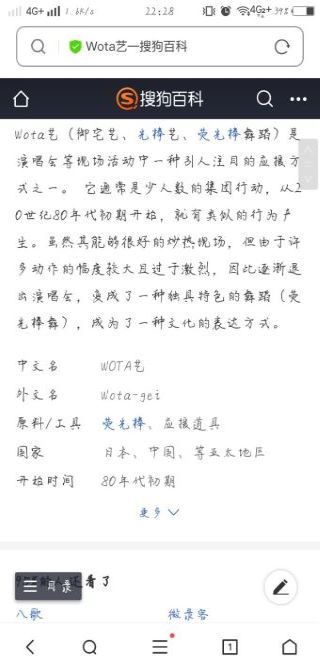 4G+ 1.6K/s 22:28 4G2+ 39%
Wota艺—搜狗百科
搜狗百科
Wota艺（御宅艺、光棒艺、荧光棒舞蹈）是
演唱会等现场活动中一种引人注目的应援方
式之一。 它通常是少人数的集团行动，从2
0世纪80年代初期开始，就有类似的行为产
生。虽然其能够很好的炒热现场，但由于许
多动作的幅度较大且过于激烈，因此逐渐退
出演唱会，变成了一种独具特色的舞蹈（荧
光棒舞），成为了一种文化的表达方式。
中文名 WOTA艺
外文名 Wota-gei
原料/工具 荧光棒、应援道具
国家 日本、中国、等亚太地区
开始时间 80年代初期
更多
的人还看了
目录
八歌 微录客
1